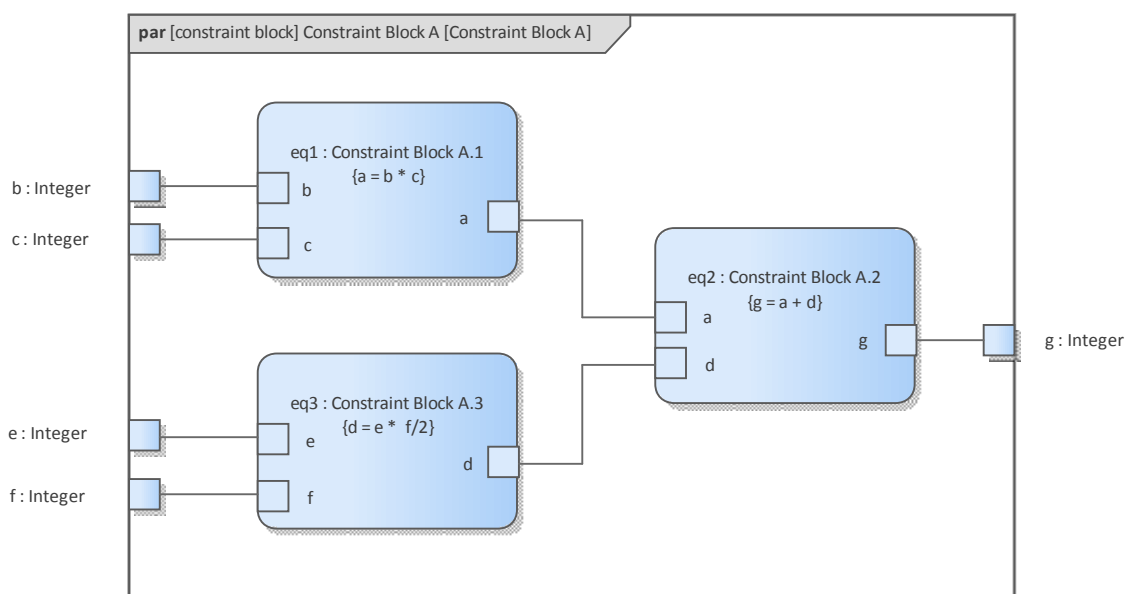 par [constraint block] Constraint Block A [Constraint Block A]
eq1 : Constraint Block A.1
{a = b * c}
b : Integer
b
a
c : Integer
c
eq2 : Constraint Block A.2
{g = a + d}
a
g
g : Integer
d
eq3 : Constraint Block A.3
{d = e *  f/2}
e : Integer
e
d
f : Integer
f